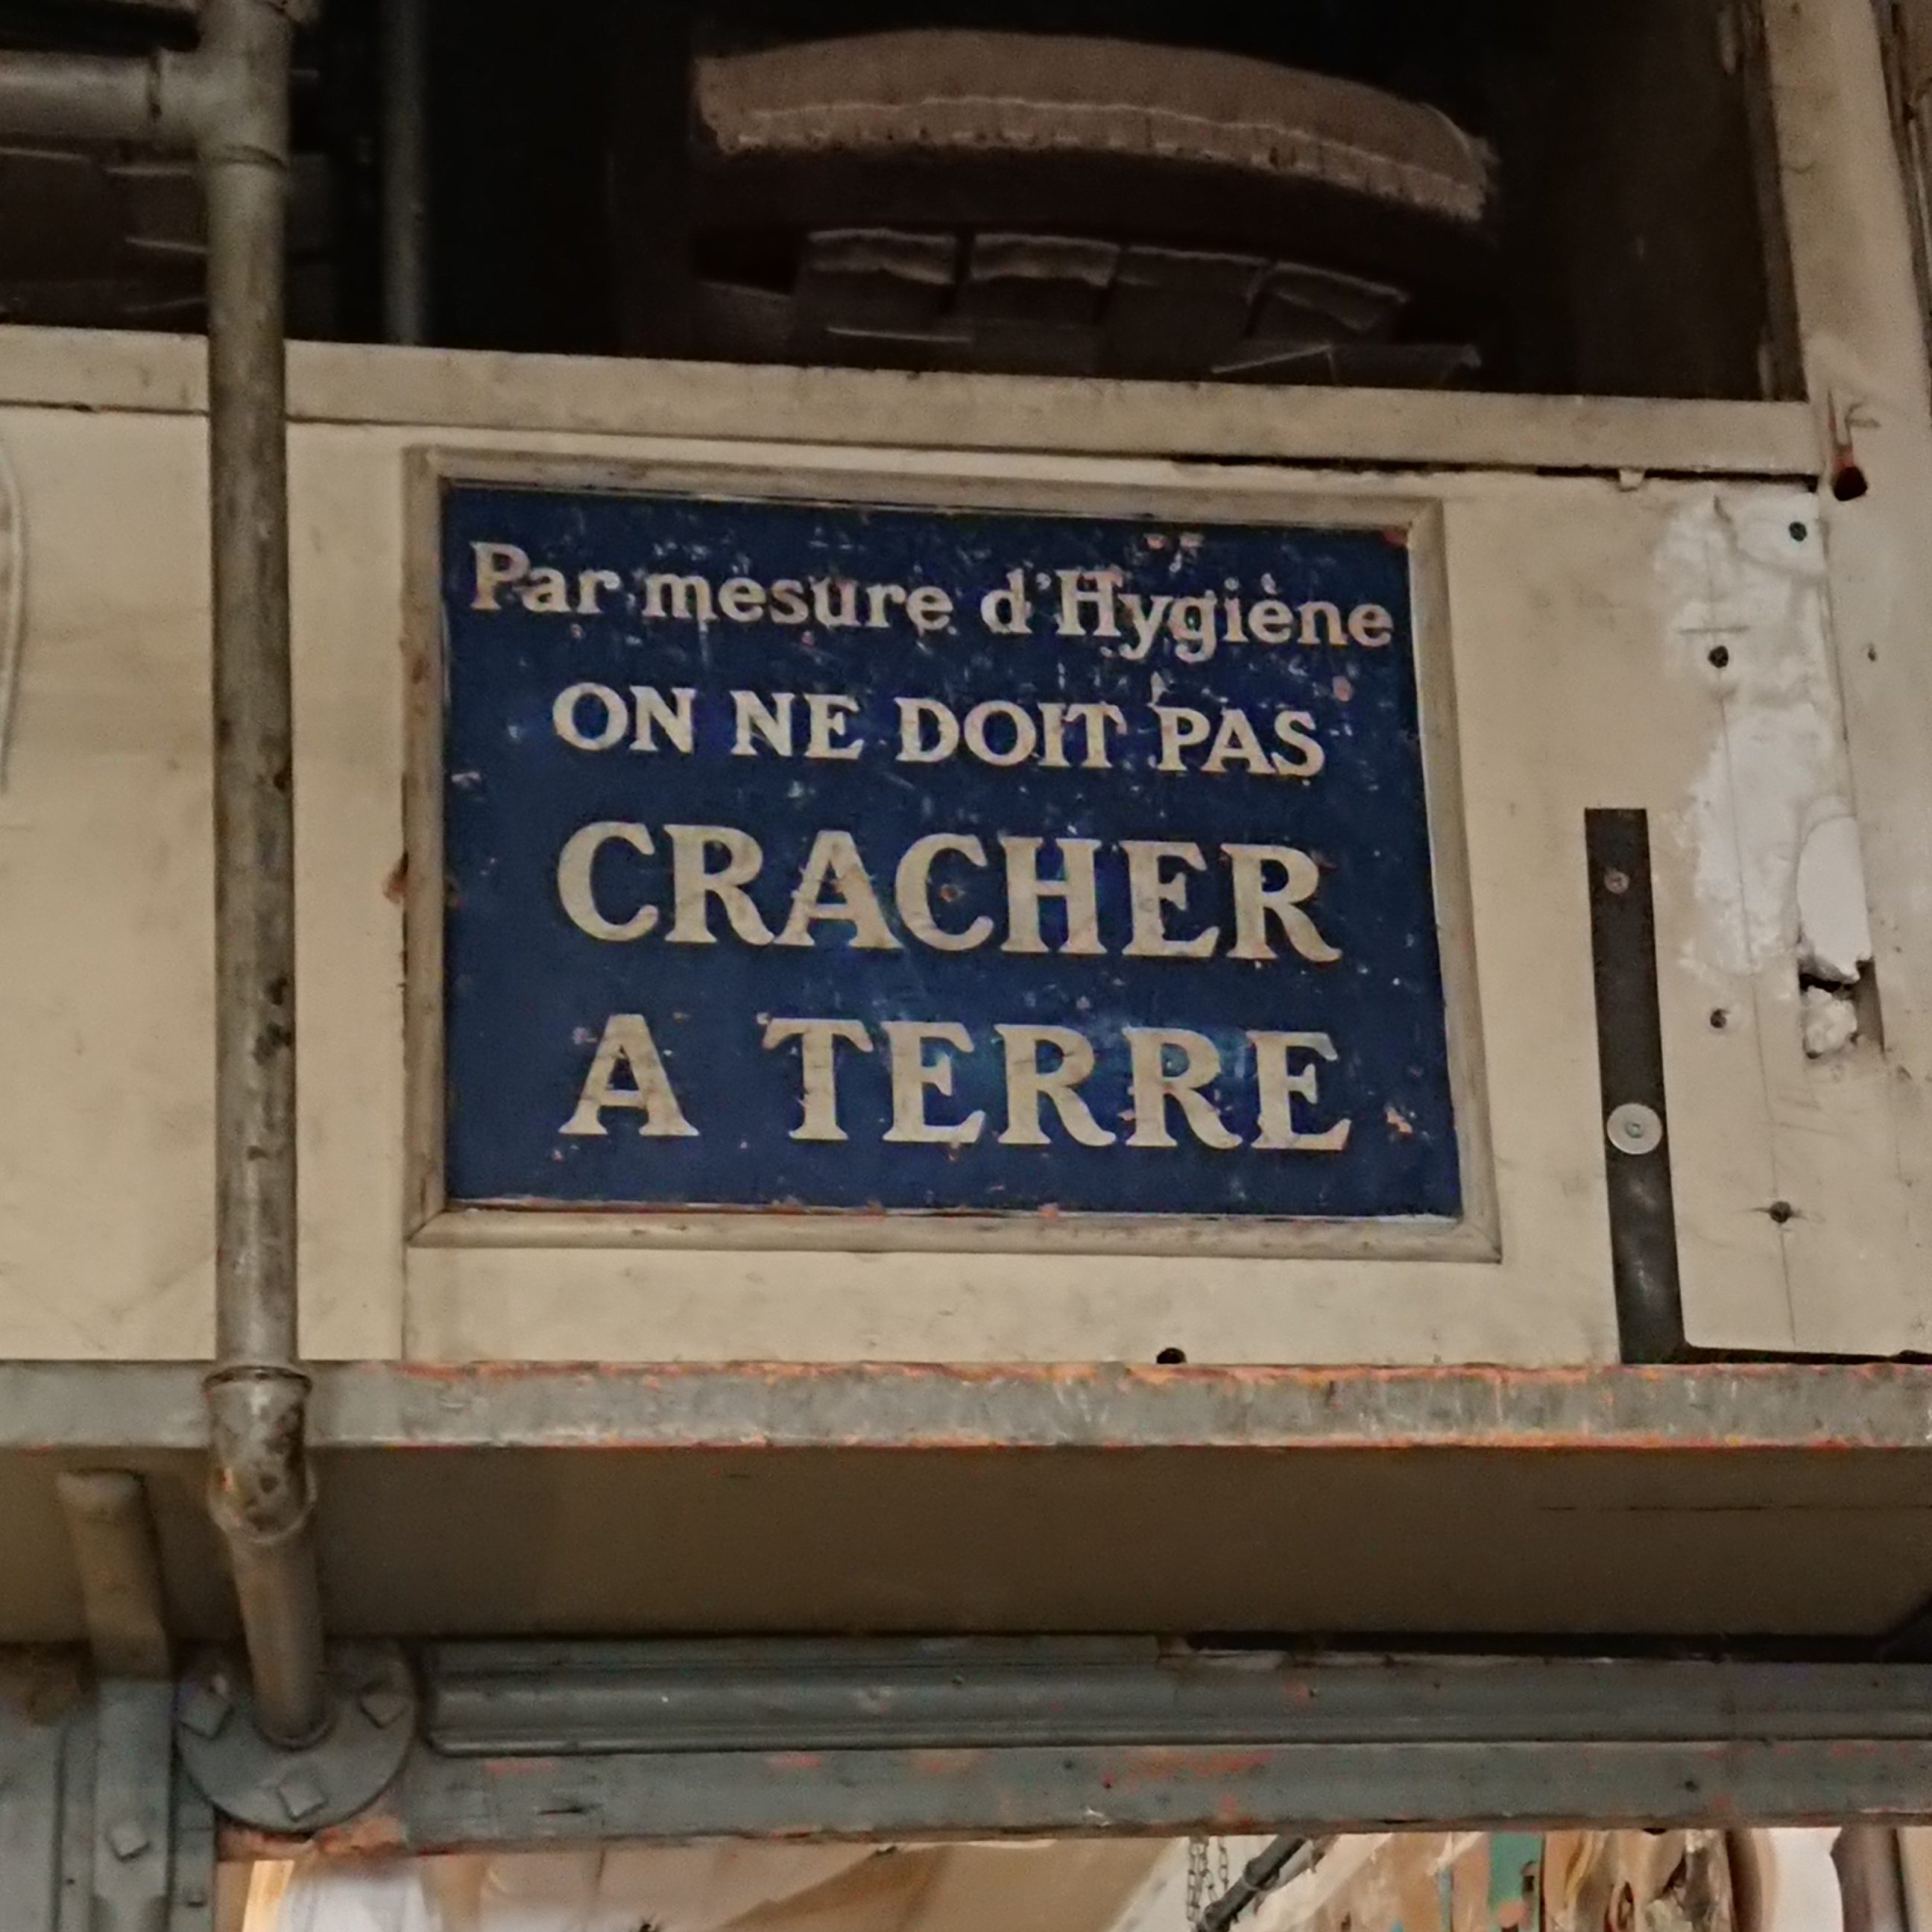 Par mesure d'Hygiène
ON NE DOIT PAS
CRACHER
A TERRE